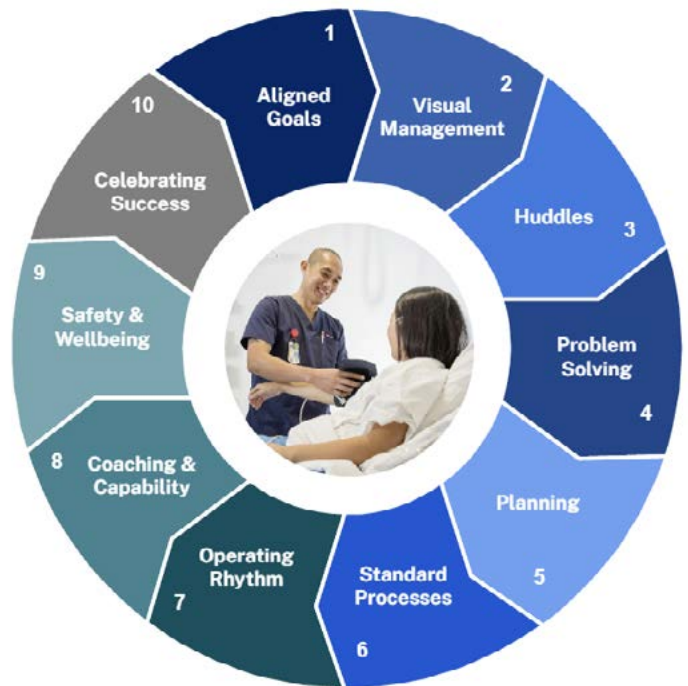 1
Aligned
Goals
2
Visual
Management
Huddles
3
Problem
Solving
4
Planning
5
Standard
Processes
6
Operating
Rhythm
7
8
Coaching &
Capability
9
Safety &
Wellbeing
10
Celebrating
Success